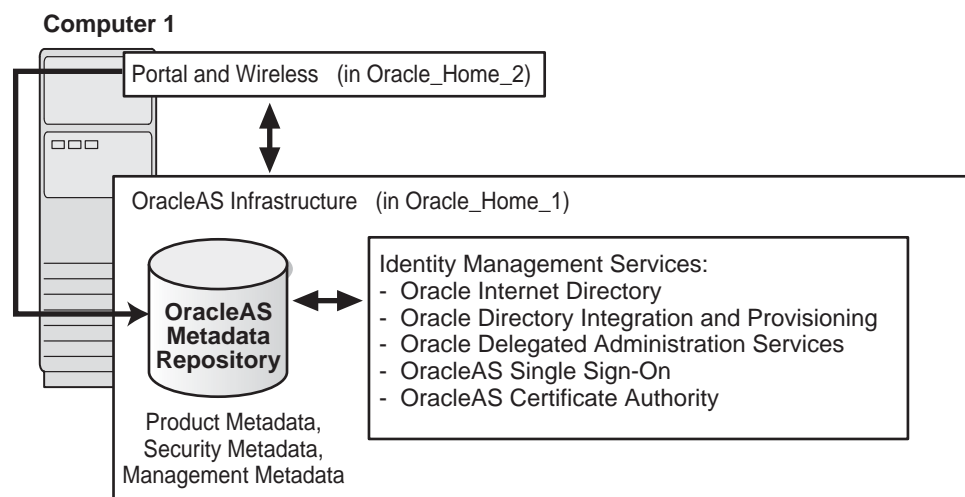 Computer 1
Portal and Wireless (in Oracle_Home_2)
OracleAS Infrastructure (in Oracle_Home_1)
OracleAS
Metadata
Repository
Product Metadata,
Security Metadata,
Management Metadata
Identity Management Services:
- Oracle Internet Directory
- Oracle Directory Integration and Provisioning
- Oracle Delegated Administration Services
- OracleAS Single Sign-On
- OracleAS Certificate Authority